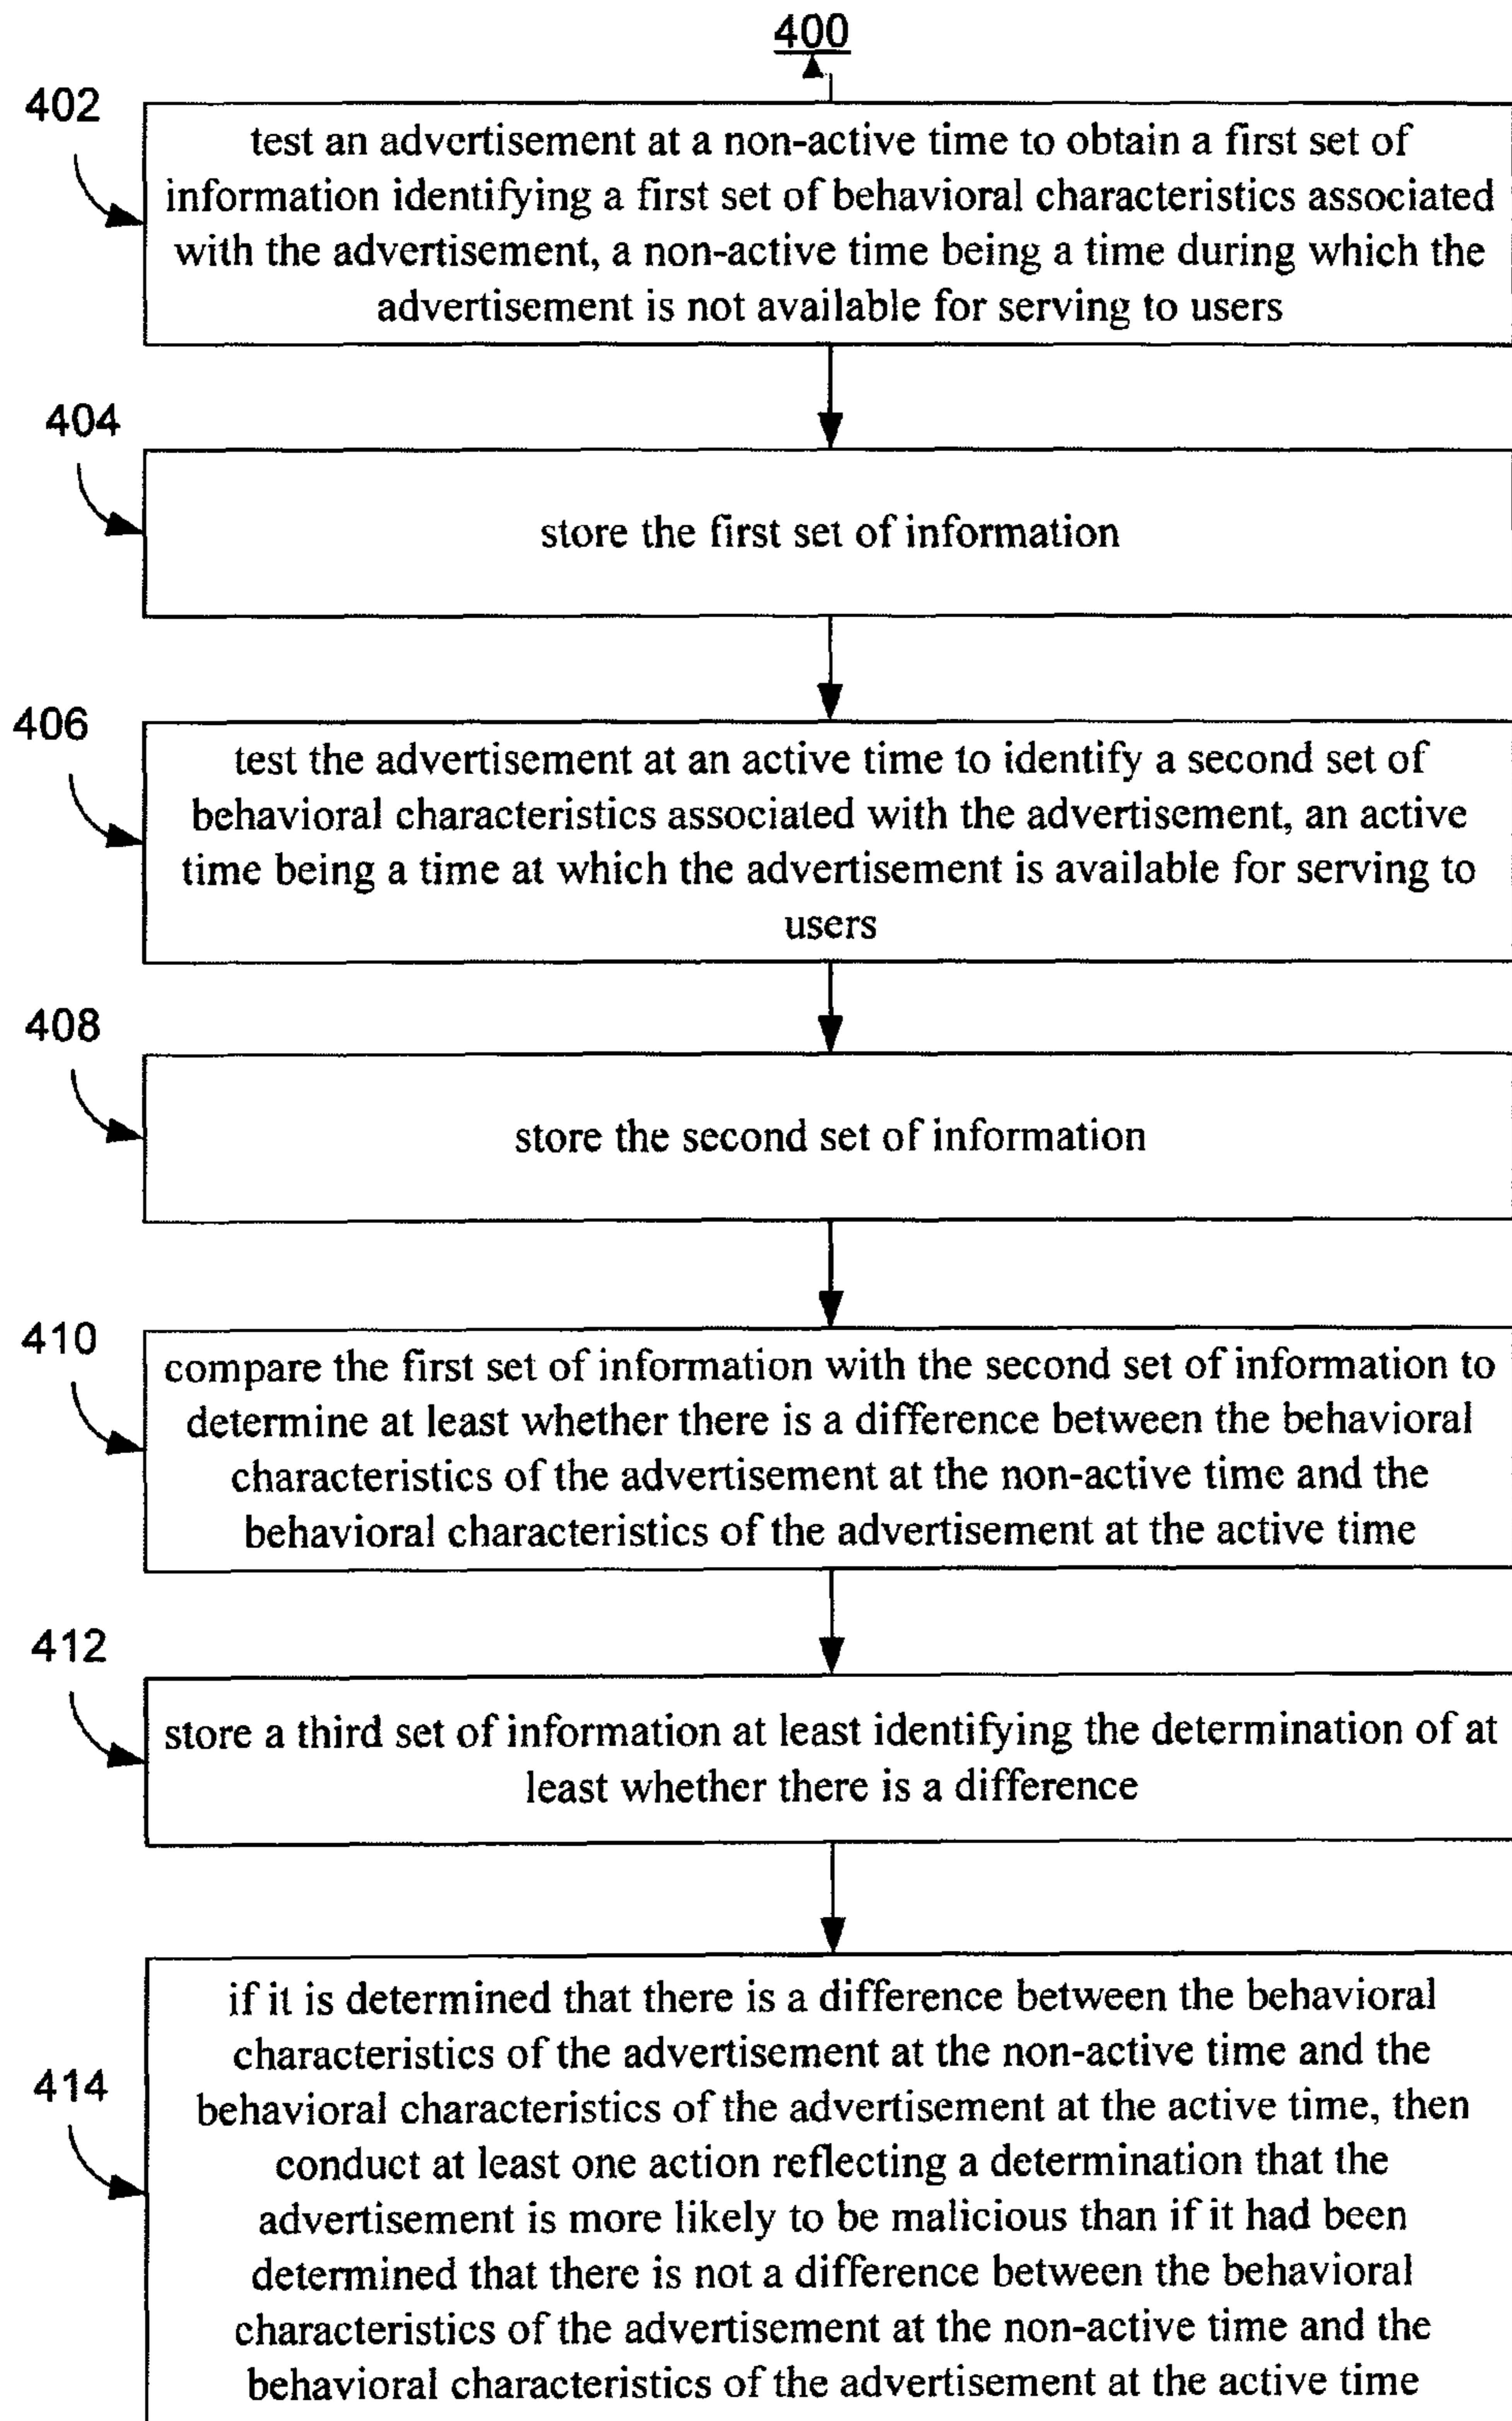 400
402
test an advertisement at a non-active time to obtain a first set of
information identifying a first set of behavioral characteristics associated
with the advertisement, a non-active time being a time during which the
advertisement is not available for serving to users
404
store the first set of information
406
test the advertisement at an active time to identify a second set of
behavioral characteristics associated with the advertisement, an active
time being a time at which the advertisement is available for serving to
users
408
store the second set of information
410
compare the first set of information with the second set of information to
determine at least whether there is a difference between the behavioral
characteristics of the advertisement at the non-active time and the
behavioral characteristics of the advertisement at the active time
412
store a third set of information at least identifying the determination of at
least whether there is a difference
414
if it is determined that there is a difference between the behavioral
characteristics of the advertisement at the non-active time and the
behavioral characteristics of the advertisement at the active time, then
conduct at least one action reflecting a determination that the
advertisement is more likely to be malicious than if it had been
determined that there is not a difference between the behavioral
characteristics of the advertisement at the non-active time and the
behavioral characteristics of the advertisement at the active time